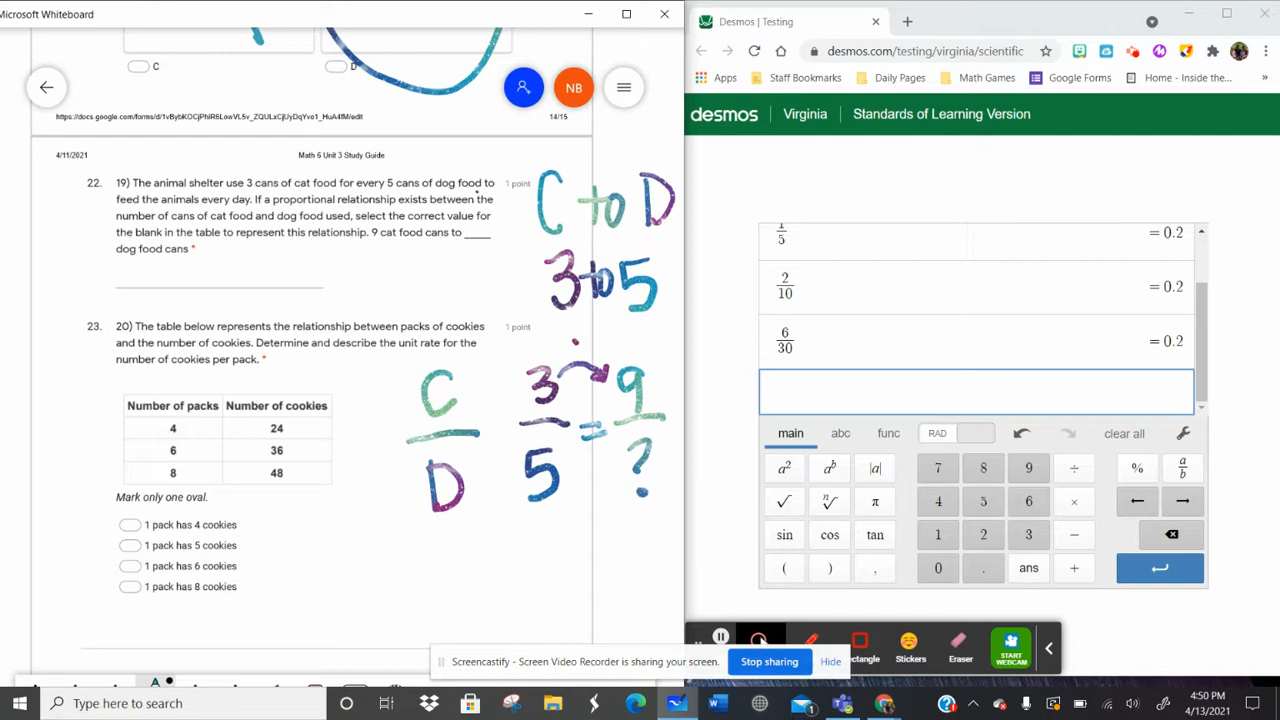 Microsoft Whiteboard
C
D
NB
https://docs.google.com/forms/d/1vBybKOCjPhiR6LowVL5v_ZQULxCjUyDqYvo1_HuA4fM/edit
14/15
4/11/2021
Math 6 Unit 3 Study Guide
22. 19) The animal shelter use 3 cans of cat food for every 5 cans of dog food to
1 point
feed the animals every day. If a proportional relationship exists between the
number of cans of cat food and dog food used, select the correct value for
the blank in the table to represent this relationship. 9 cat food cans to _____
dog food cans *
C to D
3 to 5
23. 20) The table below represents the relationship between packs of cookies
1 point
and the number of cookies. Determine and describe the unit rate for the
number of cookies per pack. *
Number of packs Number of cookies
4 24
6 36
8 48
C 3 9
= 
D 5 ?
Mark only one oval.
1 pack has 4 cookies
1 pack has 5 cookies
1 pack has 6 cookies
1 pack has 8 cookies
Desmos | Testing
desmos.com/testing/virginia/scientific
Apps Staff Bookmarks Daily Pages Math Games Google Forms Home - Inside the... »
desmos Virginia Standards of Learning Version
1
5 = 0.2
2
10 = 0.2
6
30 = 0.2
main abc func RAD clear all
a² aᵇ |a| 7 8 9 ÷ % a/b
√ ⁿ√ π 4 5 6 × ← →
sin cos tan 1 2 3 −
( ) , 0 . ans +
ctangle Stickers Eraser START WEBCAM
Screencastify - Screen Video Recorder is sharing your screen. Stop sharing Hide
A
Type here to search
1
4:50 PM
4/13/2021